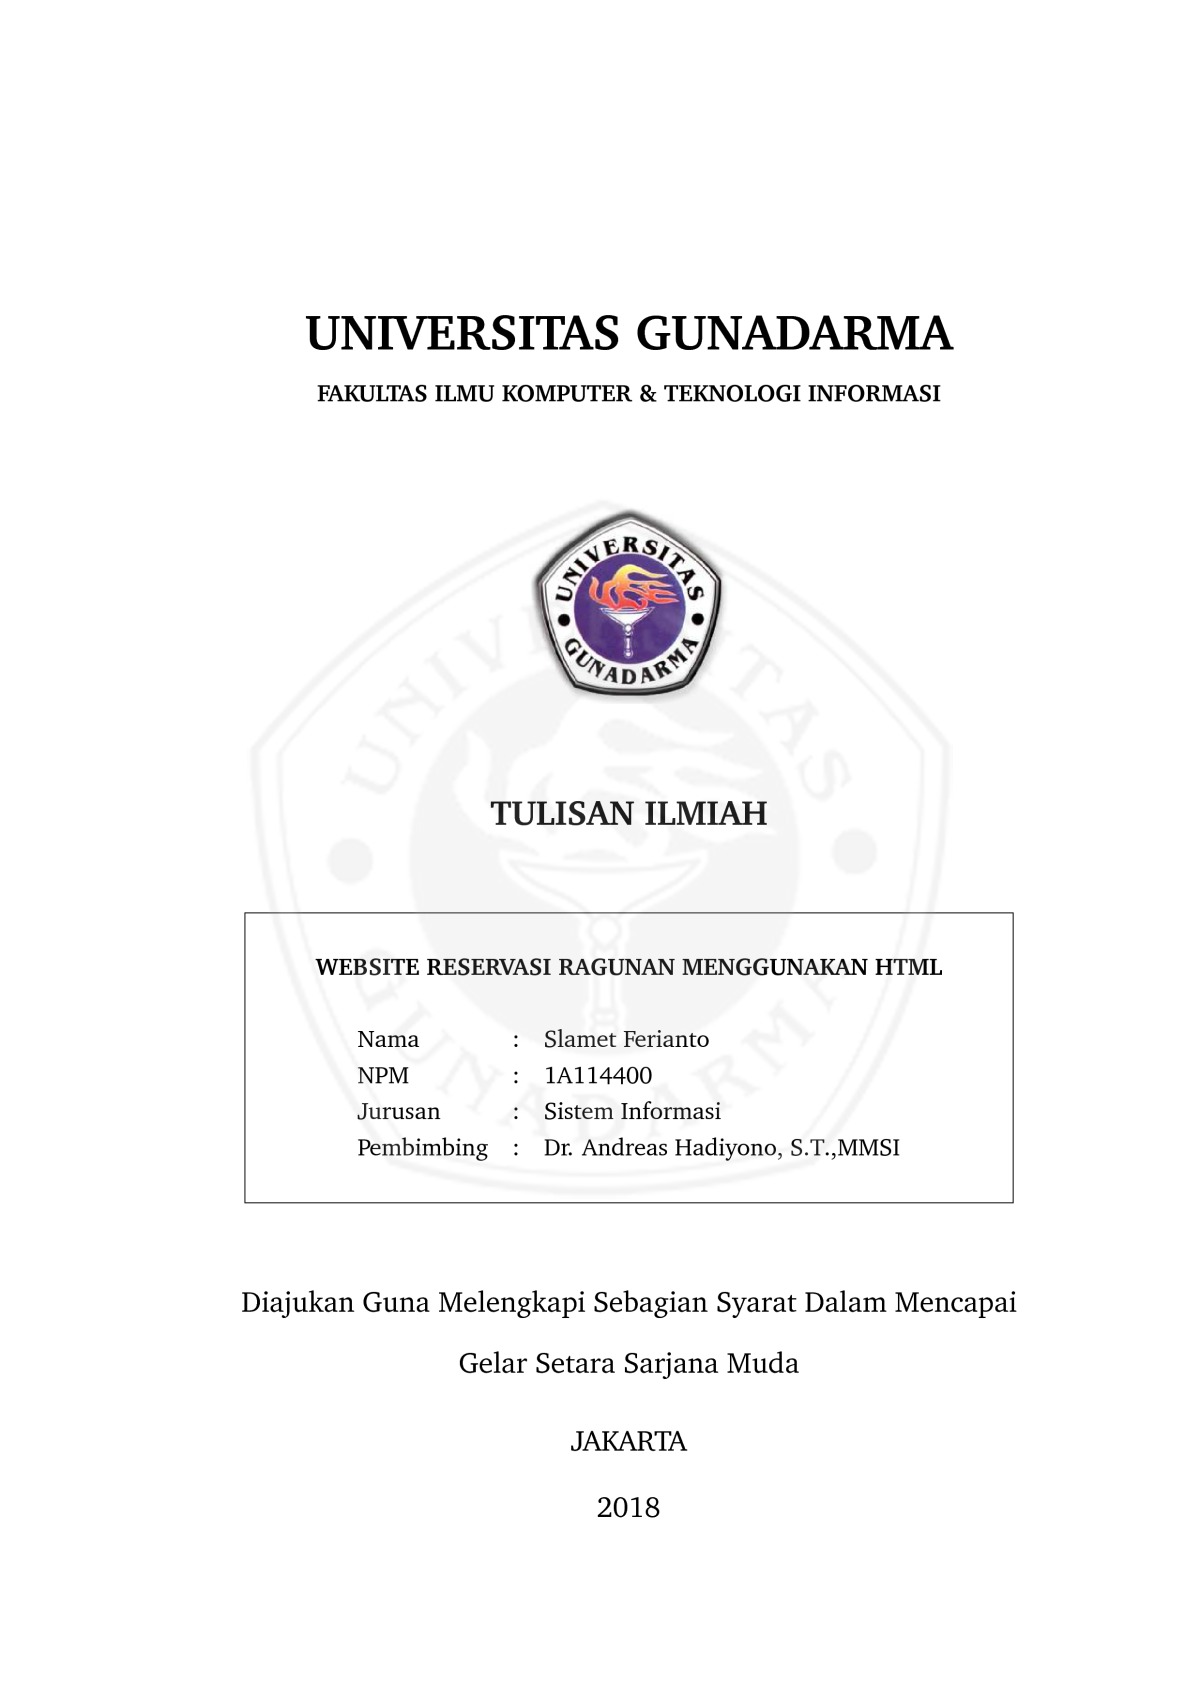 UNIVERSITAS GUNADARMA
FAKULTAS ILMU KOMPUTER & TEKNOLOGI INFORMASI
UNIVERSITAS
GUNADARMA
UNIVERSITAS
GUNADARMA
TULISAN ILMIAH
WEBSITE RESERVASI RAGUNAN MENGGUNAKAN HTML
Nama : Slamet Ferianto
NPM : 1A114400
Jurusan : Sistem Informasi
Pembimbing : Dr. Andreas Hadiyono, S.T.,MMSI
Diajukan Guna Melengkapi Sebagian Syarat Dalam Mencapai
Gelar Setara Sarjana Muda
JAKARTA
2018